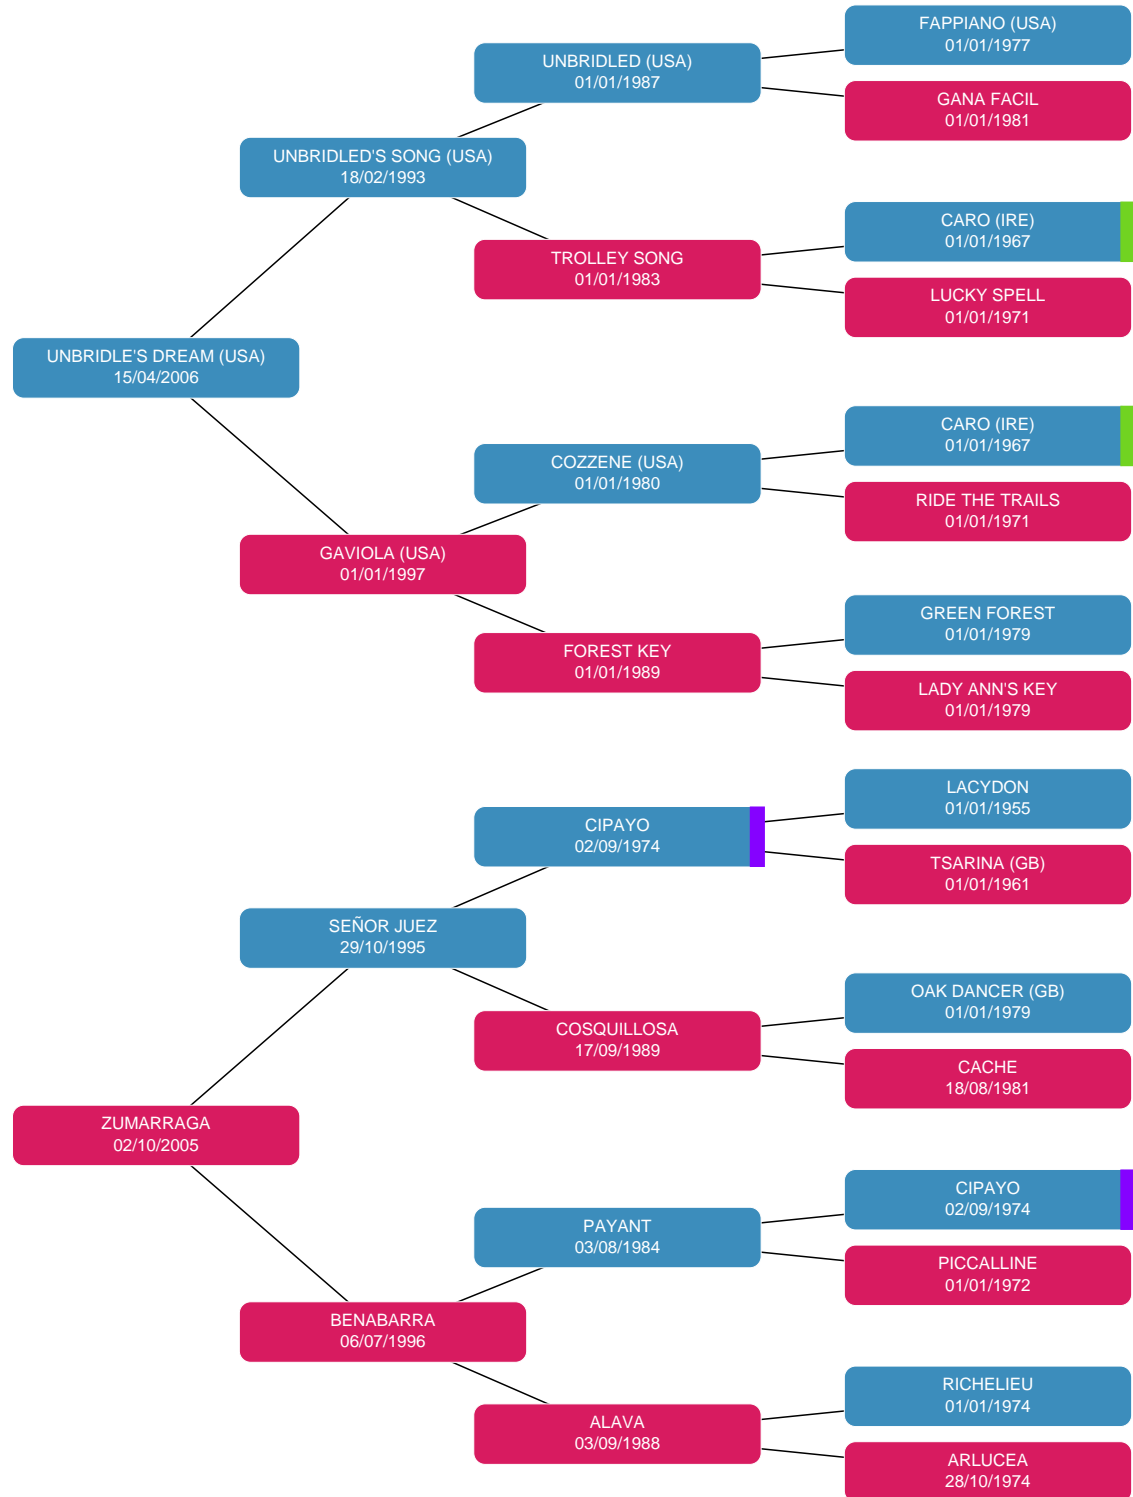 FAPPIANO (USA)
01/01/1977
UNBRIDLED (USA)
01/01/1987
GANA FACIL
01/01/1981
UNBRIDLED'S SONG (USA)
18/02/1993
CARO (IRE)
01/01/1967
TROLLEY SONG
01/01/1983
LUCKY SPELL
01/01/1971
UNBRIDLE'S DREAM (USA)
15/04/2006
CARO (IRE)
01/01/1967
COZZENE (USA)
01/01/1980
RIDE THE TRAILS
01/01/1971
GAVIOLA (USA)
01/01/1997
GREEN FOREST
01/01/1979
FOREST KEY
01/01/1989
LADY ANN'S KEY
01/01/1979
LACYDON
01/01/1955
CIPAYO
02/09/1974
TSARINA (GB)
01/01/1961
SEÑOR JUEZ
29/10/1995
OAK DANCER (GB)
01/01/1979
COSQUILLOSA
17/09/1989
CACHE
18/08/1981
ZUMARRAGA
02/10/2005
CIPAYO
02/09/1974
PAYANT
03/08/1984
PICCALLINE
01/01/1972
BENABARRA
06/07/1996
RICHELIEU
01/01/1974
ALAVA
03/09/1988
ARLUCEA
28/10/1974